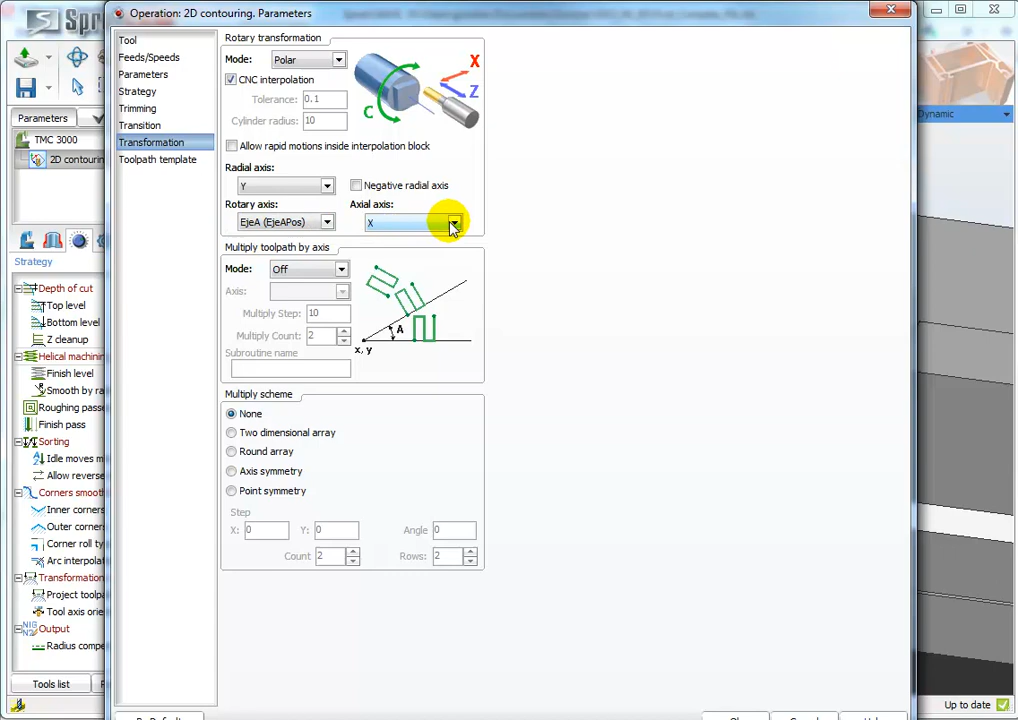 Operation: 2D contouring. Parameters
Spr
Parameters
TMC 3000
2D contourin
Strategy
Depth of cut
Top level
Bottom level
Z cleanup
Helical machinin
Finish level
Smooth by ra
Roughing passe
Finish pass
Sorting
Idle moves m
Allow reverse
Corners smooth
Inner corners
Outer corners
Corner roll typ
Arc interpolat
Transformation
Project toolpa
Tool axis orie
Output
Radius compe
Tools list
Tool
Feeds/Speeds
Parameters
Strategy
Trimming
Transition
Transformation
Toolpath template
Rotary transformation
Mode: Polar
CNC interpolation
Tolerance: 0.1
Cylinder radius: 10
X
Z
C
Allow rapid motions inside interpolation block
Radial axis:
Y
Negative radial axis
Rotary axis: Axial axis:
EjeA (EjeAPos) X
Multiply toolpath by axis
Mode: Off
Axis:
Multiply Step: 10
Multiply Count: 2
Subroutine name
A
x, y
Multiply scheme
None
Two dimensional array
Round array
Axis symmetry
Point symmetry
Step
X: 0 Y: 0 Angle 0
Count 2 Rows: 2
Dynamic
Up to date